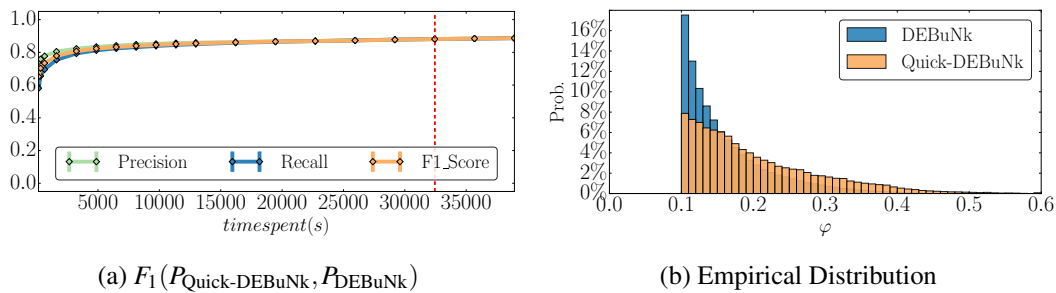 1.0
0.8
0.6
0.4
0.2
0.0
Precision Recall F1_Score
5000 10000 15000 20000 25000 30000 35000
timespent(s)
(a) F1(PQuick-DEBuNk, PDEBuNk)
16%
14%
12%
10%
8%
6%
4%
2%
0%
Prob.
DEBuNk
Quick-DEBuNk
0.0 0.1 0.2 0.3 0.4 0.5 0.6
φ
(b) Empirical Distribution